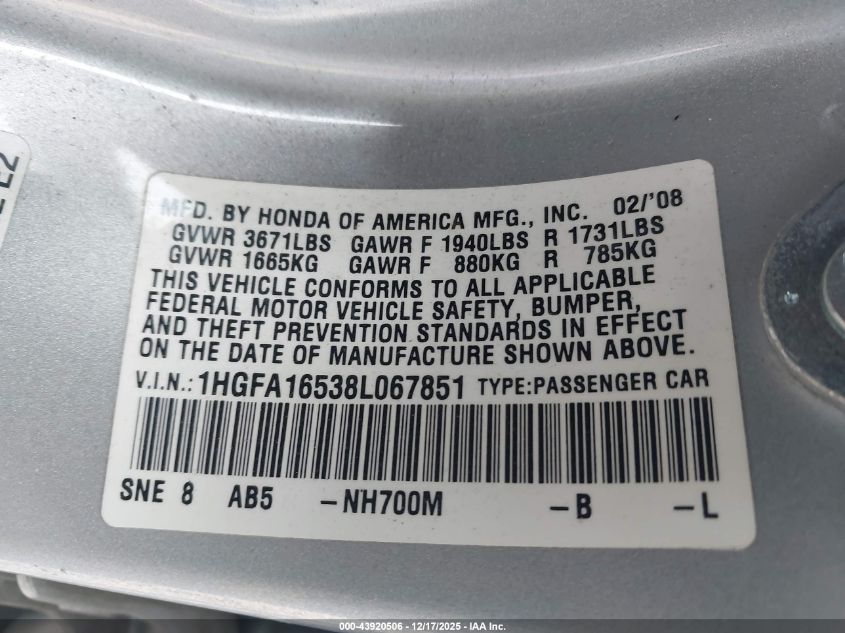 E2
MFD. BY HONDA OF AMERICA MFG., INC. 02/'08
GVWR 3671LBS GAWR F 1940LBS R 1731LBS
GVWR 1665KG GAWR F 880KG R 785KG
THIS VEHICLE CONFORMS TO ALL APPLICABLE
FEDERAL MOTOR VEHICLE SAFETY, BUMPER,
AND THEFT PREVENTION STANDARDS IN EFFECT
ON THE DATE OF MANUFACTURE SHOWN ABOVE.
V.I.N.: 1HGFA16538L067851 TYPE:PASSENGER CAR
SNE 8 AB5 -NH700M -B -L
000-43920506 - 12/17/2025 - IAA Inc.